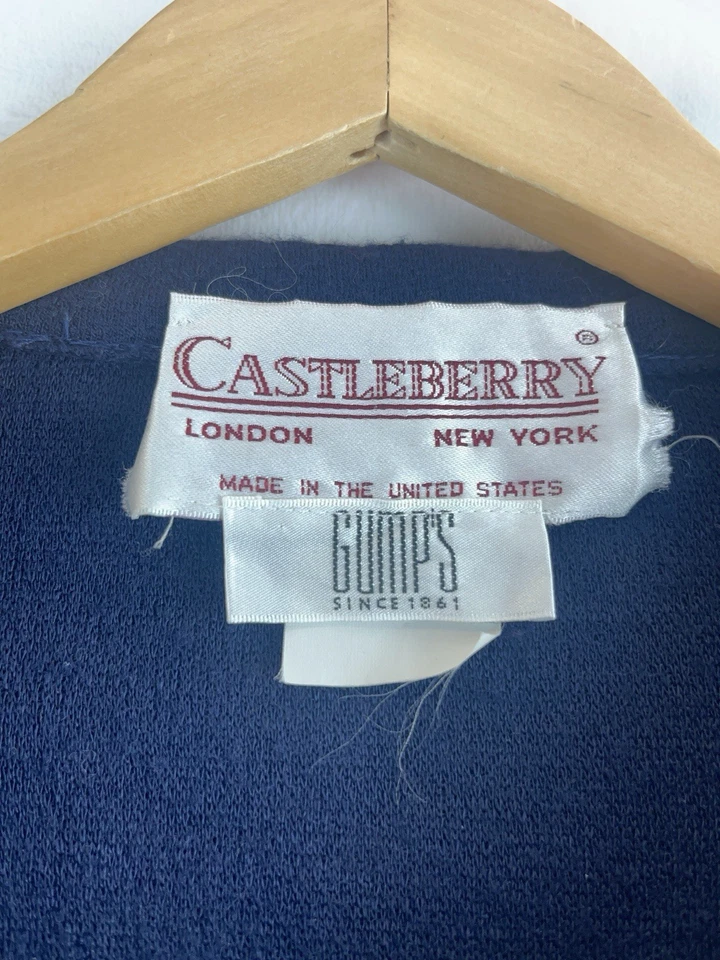 CASTLEBERRY®
LONDON NEW YORK
MADE IN THE UNITED STATES
GUMP'S
SINCE 1861